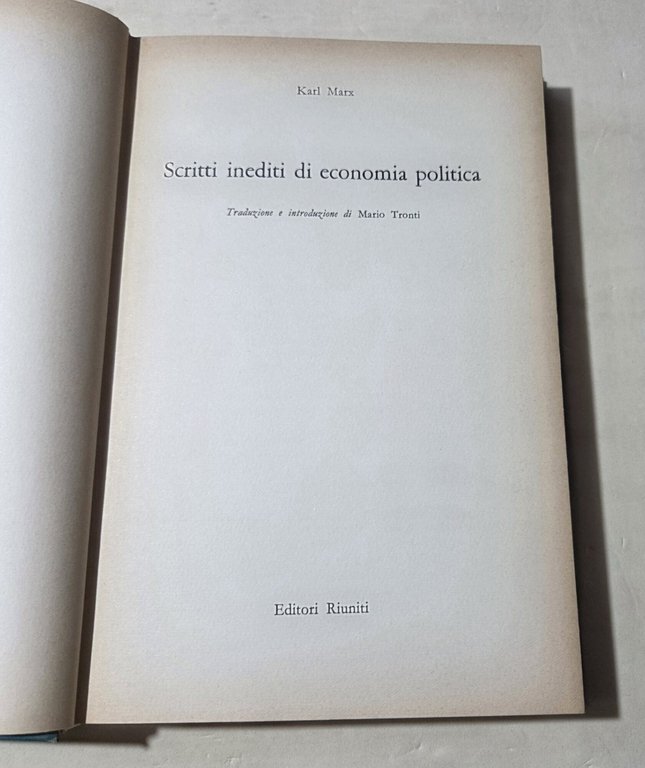 Karl Marx
Scritti inediti di economia politica
Traduzione e introduzione di Mario Tronti
Editori Riuniti